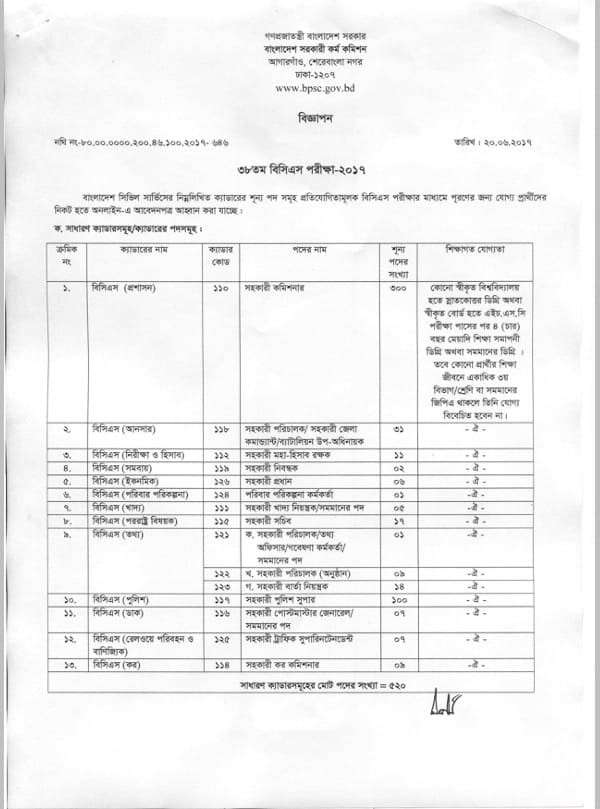 গণপ্রজাতন্ত্রী বাংলাদেশ সরকার
বাংলাদেশ সরকারী কর্ম কমিশন
আগারগাঁও, শেরেবাংলা নগর
ঢাকা-১২০৭
www.bpsc.gov.bd
বিজ্ঞাপন
নথি নং-৮০.০০.০০০০.২০০.৪৬.১০০.২০১৭- ৬৪৬ তারিখ : ২০.০৬.২০১৭
৩৮তম বিসিএস পরীক্ষা-২০১৭
বাংলাদেশ সিভিল সার্ভিসের নিম্নলিখিত ক্যাডারের শূন্য পদ সমূহ প্রতিযোগিতামূলক বিসিএস পরীক্ষার মাধ্যমে পূরণের জন্য যোগ্য প্রার্থীদের
নিকট হতে অনলাইন-এ আবেদনপত্র আহ্বান করা যাচ্ছে :
ক. সাধারণ ক্যাডারসমূহ/ক্যাডারের পদসমূহ :
ক্রমিক নং ক্যাডারের নাম ক্যাডার কোড পদের নাম শূন্য পদের সংখ্যা শিক্ষাগত যোগ্যতা
১. বিসিএস (প্রশাসন) ১১০ সহকারী কমিশনার ৩০০ কোনো স্বীকৃত বিশ্ববিদ্যালয়
হতে স্নাতকোত্তর ডিগ্রি অথবা
স্বীকৃত বোর্ড হতে এইচ.এস.সি
পরীক্ষা পাসের পর ৪ (চার)
বছর মেয়াদি শিক্ষা সমাপনী
ডিগ্রি অথবা সমমানের ডিগ্রি ।
তবে কোনো প্রার্থীর শিক্ষা
জীবনে একাধিক ৩য়
বিভাগ/শ্রেণি বা সমমানের
জিপিএ থাকলে তিনি যোগ্য
বিবেচিত হবেন না।
২. বিসিএস (আনসার) ১১৮ সহকারী পরিচালক/ সহকারী জেলা ৩১ - ঐ -
কমান্ড্যান্ট/ব্যাটালিয়ন উপ-অধিনায়ক
৩. বিসিএস (নিরীক্ষা ও হিসাব) ১১২ সহকারী মহা-হিসাব রক্ষক ১১ - ঐ -
৪. বিসিএস (সমবায়) ১১৯ সহকারী নিবন্ধক ০২ - ঐ -
৫. বিসিএস (ইকনমিক) ১২৬ সহকারী প্রধান ০৬ - ঐ -
৬. বিসিএস (পরিবার পরিকল্পনা) ১২৪ পরিবার পরিকল্পনা কর্মকর্তা ০১ - ঐ -
৭. বিসিএস (খাদ্য) ১১১ সহকারী খাদ্য নিয়ন্ত্রক/সমমানের পদ ০৫ - ঐ -
৮. বিসিএস (পররাষ্ট্র বিষয়ক) ১১৫ সহকারী সচিব ১৭ - ঐ -
৯. বিসিএস (তথ্য) ১২১ ক. সহকারী পরিচালক/তথ্য ০১ -ঐ -
অফিসার/গবেষণা কর্মকর্তা/
সমমানের পদ
১২২ খ. সহকারী পরিচালক (অনুষ্ঠান) ০৯ -ঐ -
১২৩ গ. সহকারী বার্তা নিয়ন্ত্রক ১৪ - ঐ -
১০. বিসিএস (পুলিশ) ১১৭ সহকারী পুলিশ সুপার ১০০ - ঐ -
১১. বিসিএস (ডাক) ১১৬ সহকারী পোস্টমাস্টার জেনারেল/ ০৭ - ঐ -
সমমানের পদ
১২. বিসিএস (রেলওয়ে পরিবহন ও ১২৫ সহকারী ট্রাফিক সুপারিনটেনডেন্ট ০৭ - ঐ -
বাণিজ্যিক)
১৩. বিসিএস (কর) ১১৪ সহকারী কর কমিশনার ০৯ -ঐ -
সাধারণ ক্যাডারসমূহের মোট পদের সংখ্যা = ৫২০